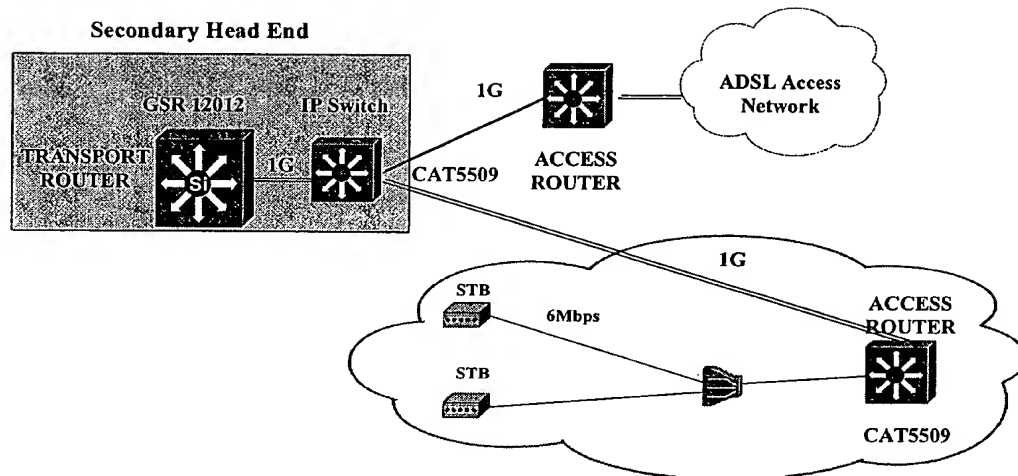 Secondary Head End
GSR 12012
IP Switch
TRANSPORT
ROUTER
Si
1G
CAT5509
1G
ACCESS
ROUTER
ADSL Access
Network
1G
STB
6Mbps
STB
ACCESS
ROUTER
CAT5509